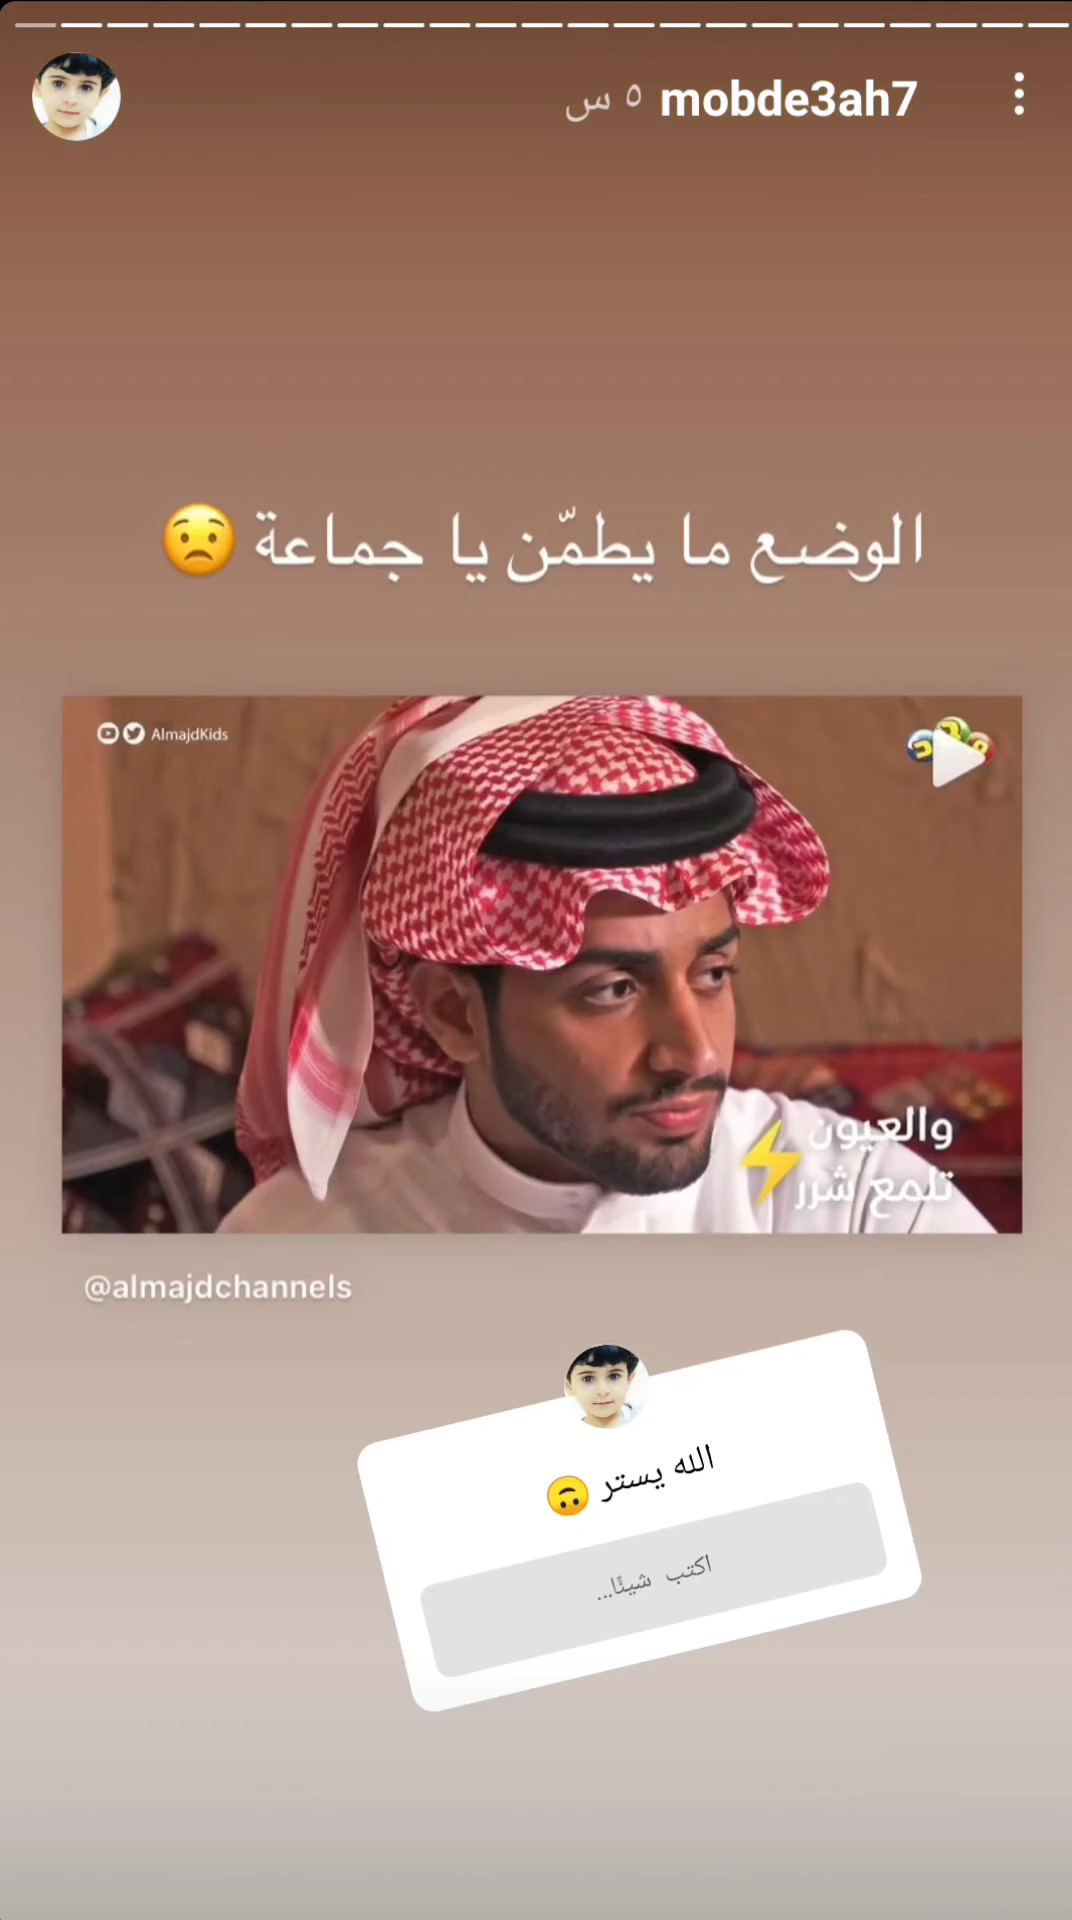 mobde3ah7 ٥ س
الوضع ما يطمّن يا جماعة 😟
AlmajdKids
والعيون
تلمع شرر ⚡
@almajdchannels
الله يستر 🙃
اكتب شيئًا...